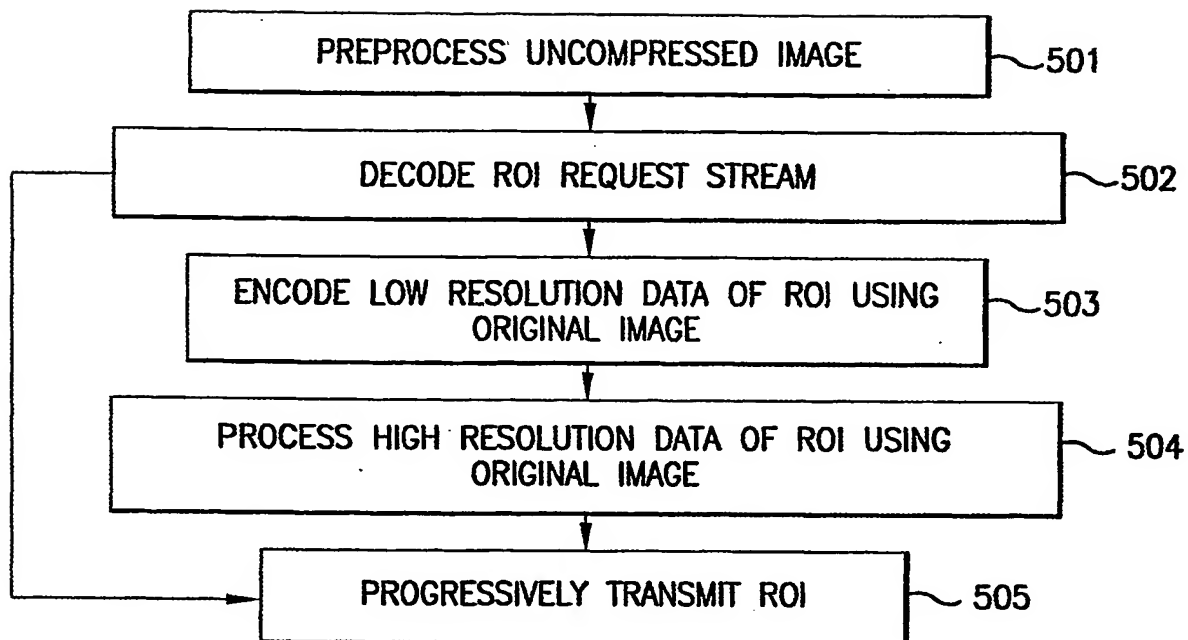 PREPROCESS UNCOMPRESSED IMAGE
501
DECODE ROI REQUEST STREAM
502
ENCODE LOW RESOLUTION DATA OF ROI USING
ORIGINAL IMAGE
503
PROCESS HIGH RESOLUTION DATA OF ROI USING
ORIGINAL IMAGE
504
PROGRESSIVELY TRANSMIT ROI
505